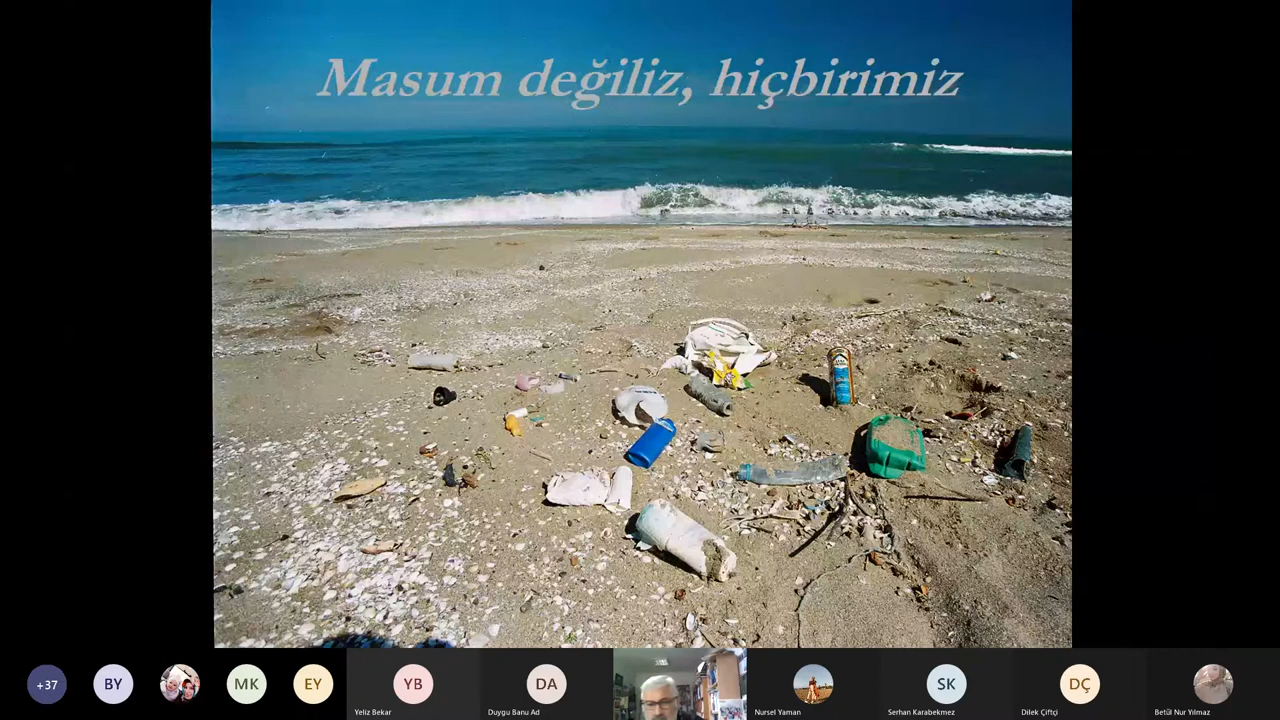 Masum değiliz, hiçbirimiz
+37
BY
MK
EY
YB
DA
SK
DÇ
Yeliz Bekar
Duygu Banu Ad
Nursel Yaman
Serhan Karabekmez
Dilek Çiftçi
Betül Nur Yılmaz